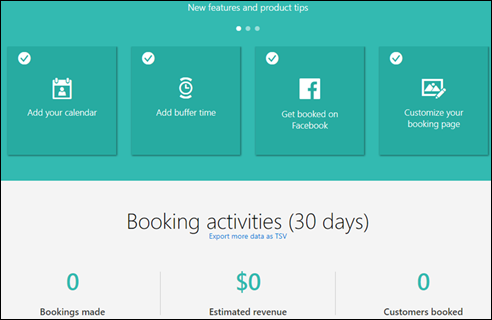 New features and product tips
Add your calendar
Add buffer time
Get booked on
Facebook
Customize your
booking page
Booking activities (30 days)
Export more data as TSV
0
$0
0
Bookings made
Estimated revenue
Customers booked